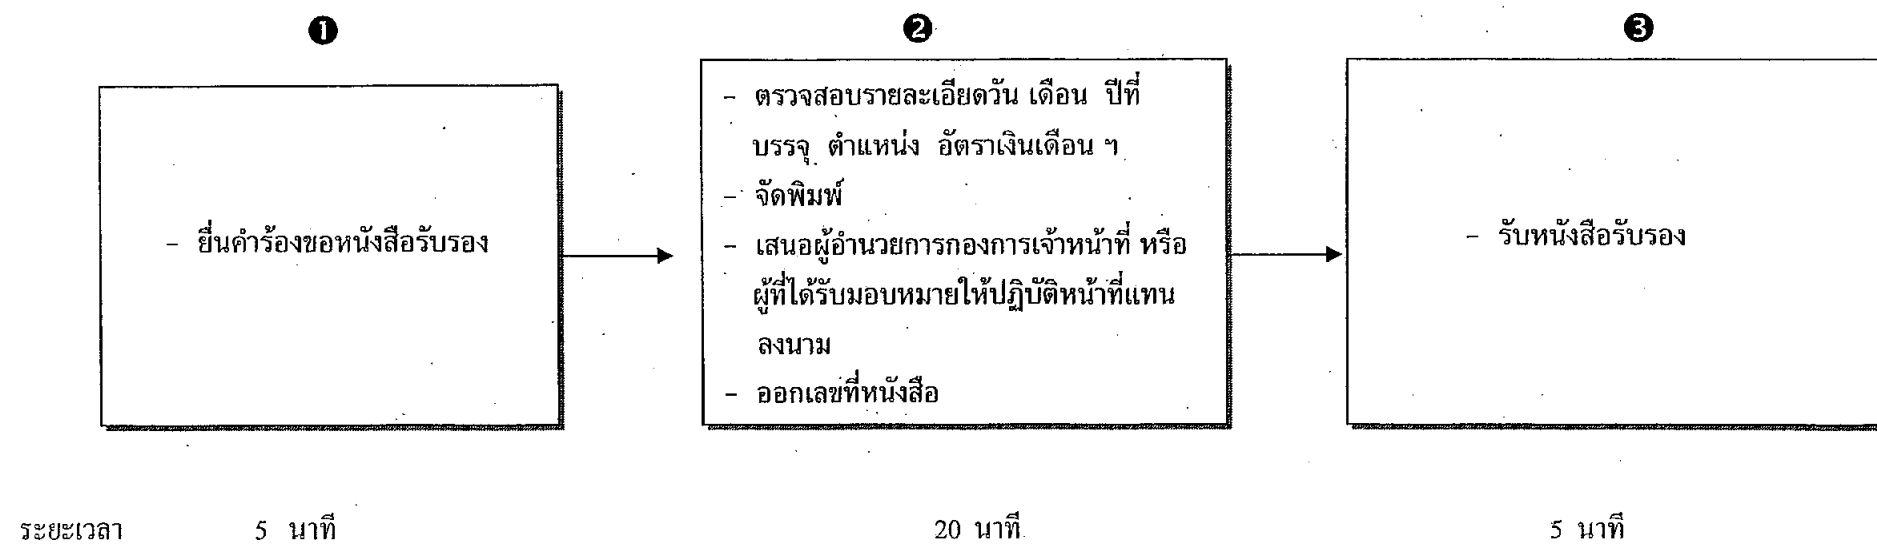 ❶
– ยื่นคำร้องขอหนังสือรับรอง
❷
– ตรวจสอบรายละเอียดวัน เดือน ปีที่
บรรจุ ตำแหน่ง อัตราเงินเดือน ฯ
– จัดพิมพ์
– เสนอผู้อำนวยการกองการเจ้าหน้าที่ หรือ
ผู้ที่ได้รับมอบหมายให้ปฏิบัติหน้าที่แทน
ลงนาม
– ออกเลขที่หนังสือ
❸
– รับหนังสือรับรอง
ระยะเวลา 5 นาที 20 นาที 5 นาที